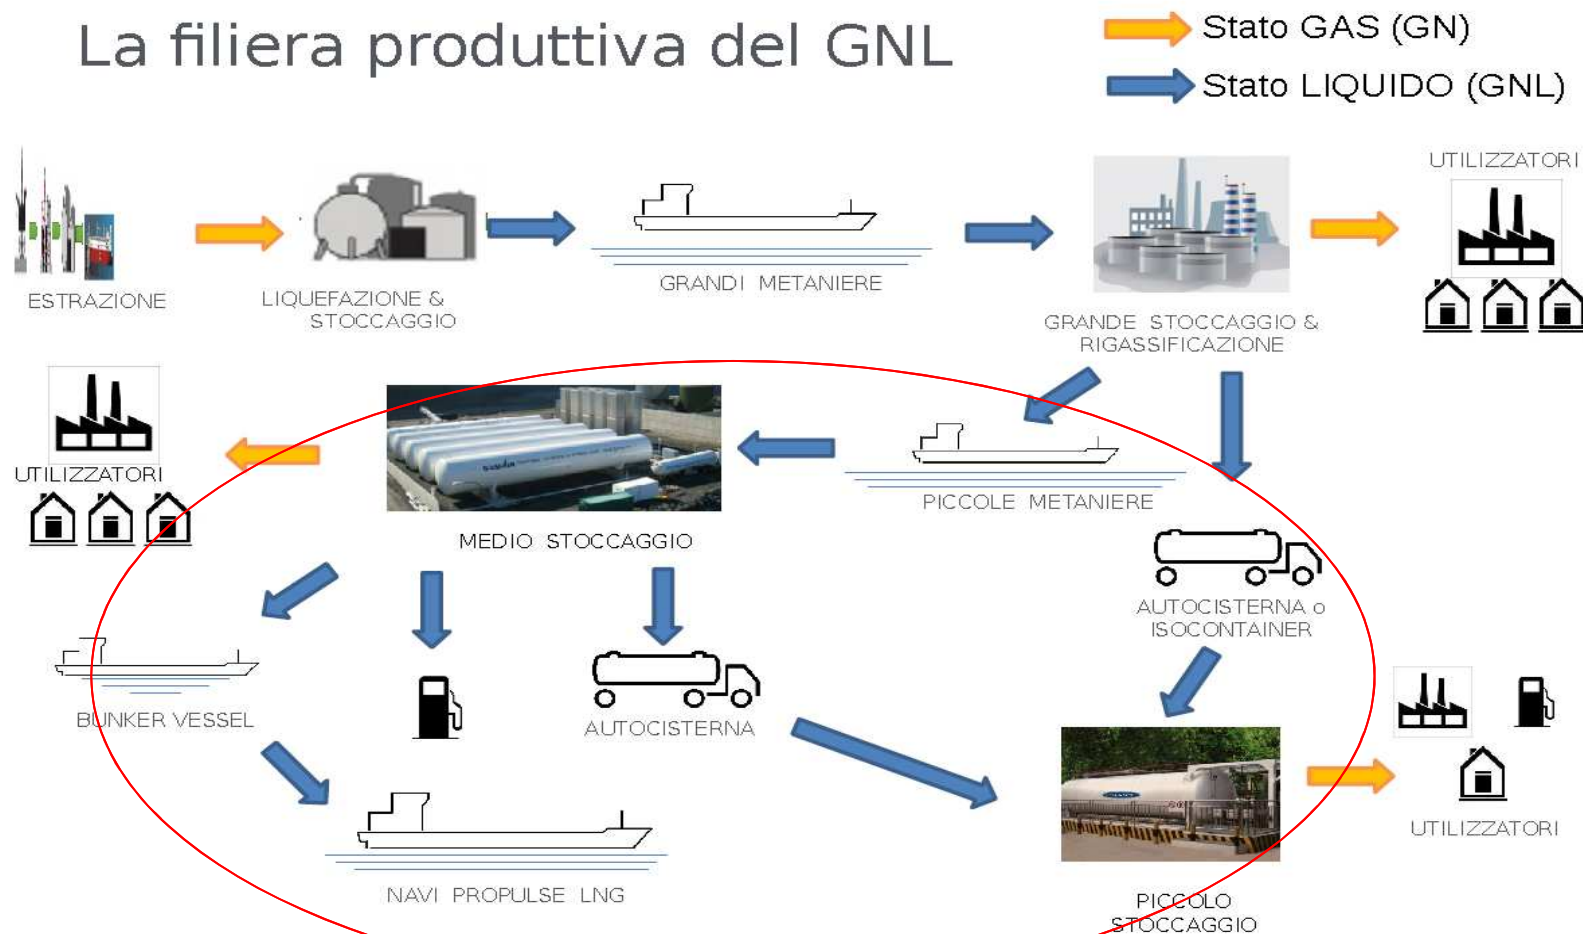 La filiera produttiva del GNL
Stato GAS (GN)
Stato LIQUIDO (GNL)
UTILIZZATORI
ESTRAZIONE
LIQUEFAZIONE &
STOCCAGGIO
GRANDI METANIERE
GRANDE STOCCAGGIO &
RIGASSIFICAZIONE
UTILIZZATORI
MEDIO STOCCAGGIO
PICCOLE METANIERE
AUTOCISTERNA o
ISOCONTAINER
BUNKER VESSEL
AUTOCISTERNA
NAVI PROPULSE LNG
PICCOLO
STOCCAGGIO
UTILIZZATORI